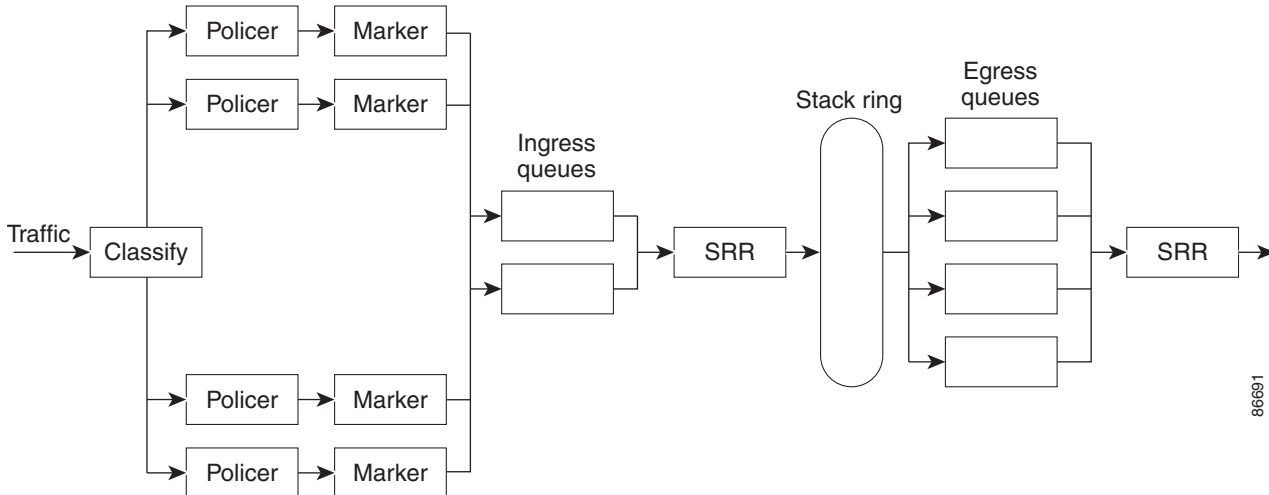 Policer
Marker
Policer
Marker
Egress
queues
Stack ring
Ingress
queues
Traffic
Classify
SRR
SRR
Policer
Marker
Policer
Marker
86691